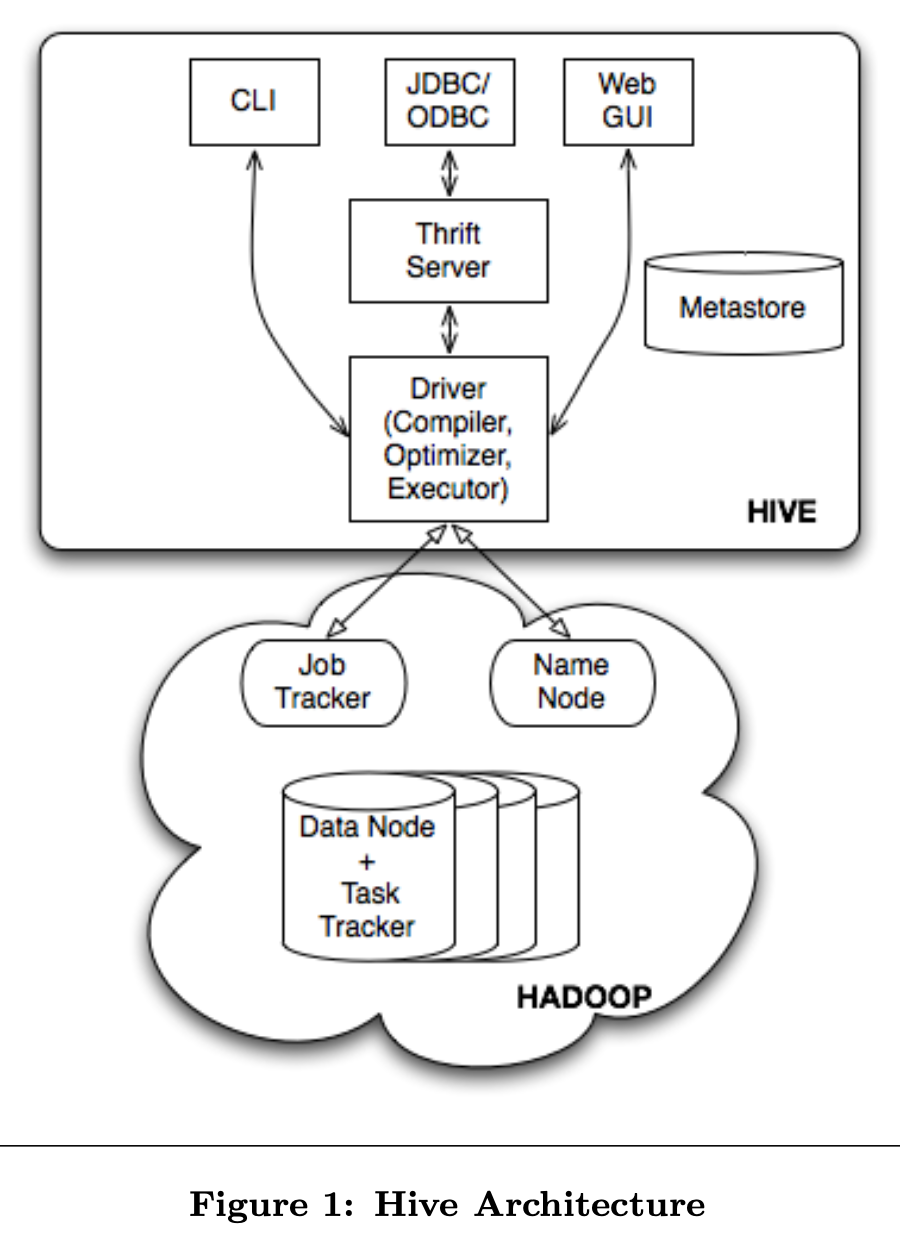 CLI
JDBC/
ODBC
Web
GUI
Thrift
Server
Metastore
Driver
(Compiler,
Optimizer,
Executor)
HIVE
Job
Tracker
Name
Node
Data Node
+
Task
Tracker
HADOOP
Figure 1: Hive Architecture